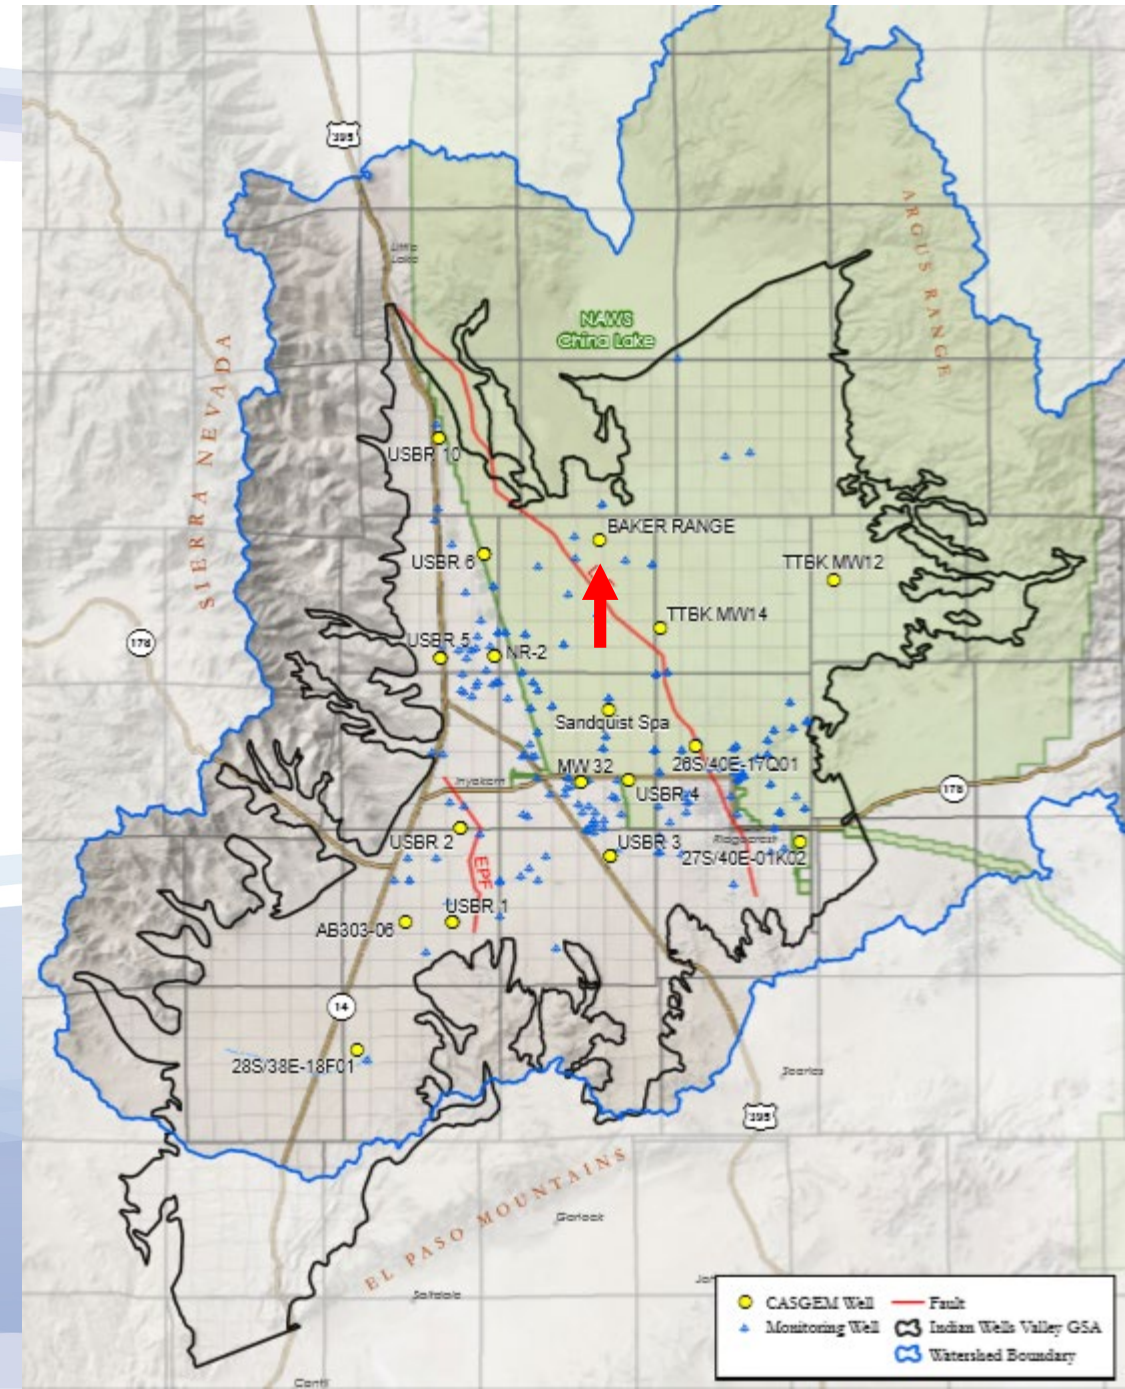 395
Little
Lake
ARGUS RANGE
NAWS
China Lake
SIERRA NEVADA
USBR 10
BAKER RANGE
USBR 6
TTBK MW12
TTBK MW14
178
USBR 5
NR-2
Sandquist Spa
26S/40E-17Q01
MW 32
Inyokern
USBR 4
178
USBR 2
USBR 3
Ridgecrest
27S/40E-01K02
EPF
USBR 1
AB303-06
14
28S/38E-18F01
Searles
395
EL PASO MOUNTAINS
Garlock
Saltdale
CASGEM Well
Fault
Monitoring Well
Indian Wells Valley GSA
Watershed Boundary
Cantil